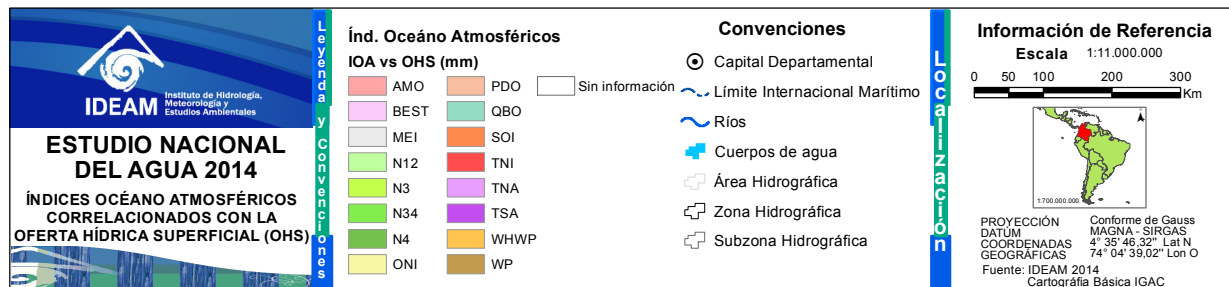 IDEAM
Instituto de Hidrología,
Meteorología y
Estudios Ambientales
ESTUDIO NACIONAL
DEL AGUA 2014
ÍNDICES OCÉANO ATMOSFÉRICOS
CORRELACIONADOS CON LA
OFERTA HÍDRICA SUPERFICIAL (OHS)
Leyenda y Convenciones
Índ. Oceáno Atmosféricos
IOA vs OHS (mm)
AMO
BEST
MEI
N12
N3
N34
N4
ONI
PDO
QBO
SOI
TNI
TNA
TSA
WHWP
WP
Sin información
Convenciones
Capital Departamental
Límite Internacional Marítimo
Ríos
Cuerpos de agua
Área Hidrográfica
Zona Hidrográfica
Subzona Hidrográfica
Localización
Información de Referencia
Escala 1:11.000.000
0 50 100 200 300
Km
1:700.000.000
PROYECCIÓN Conforme de Gauss
DATÚM MAGNA - SIRGAS
COORDENADAS 4° 35' 46,32'' Lat N
GEOGRÁFICAS 74° 04' 39,02'' Lon O
Fuente: IDEAM 2014
Cartografía Básica IGAC